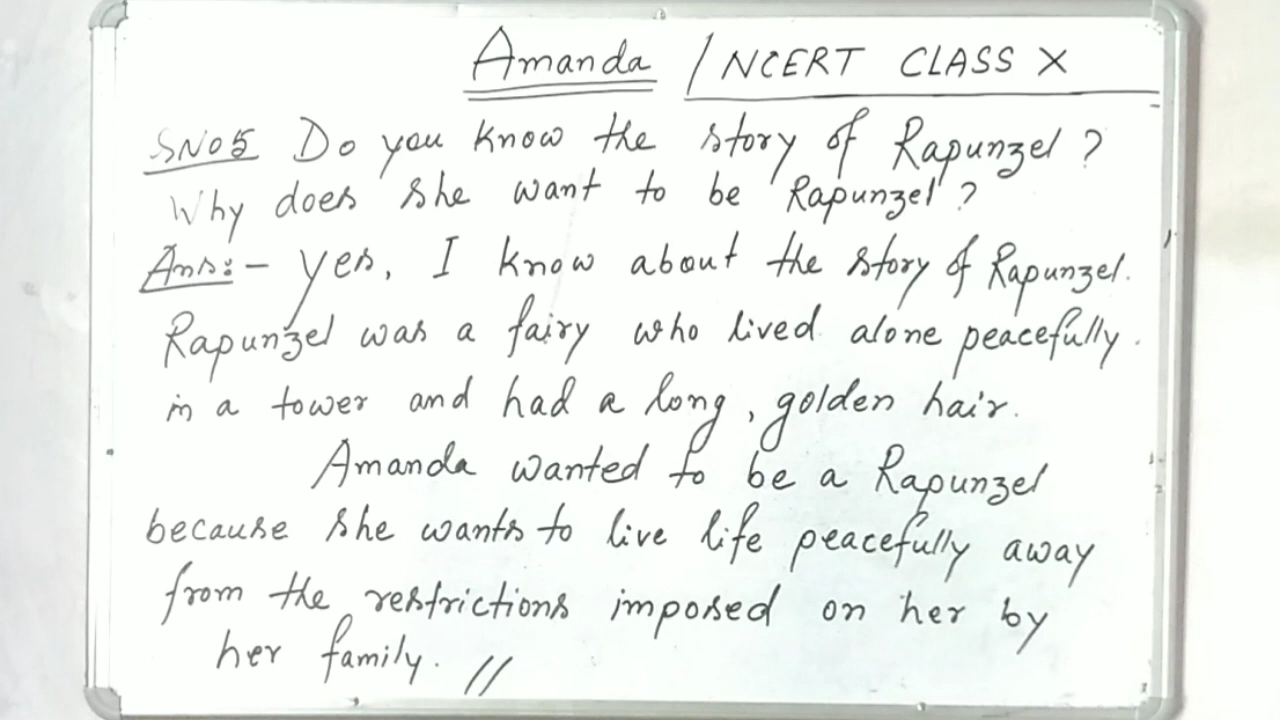 Amanda / NCERT CLASS X
SNO5 Do you know the story of Rapunzel ?
Why does she want to be Rapunzel ?
Ans:- yes, I know about the story of Rapunzel.
Rapunzel was a fairy who lived alone peacefully.
in a tower and had a long, golden hair.
Amanda wanted to be a Rapunzel
because she wants to live life peacefully away
from the restrictions imposed on her by
her family. //